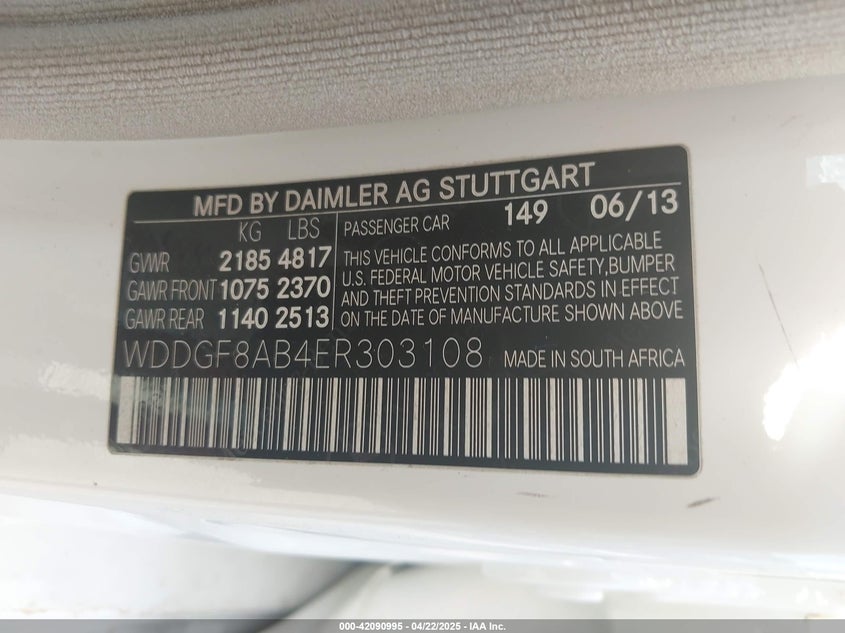 MFD BY DAIMLER AG STUTTGART
KG LBS
GVWR 2185 4817
GAWR FRONT 1075 2370
GAWR REAR 1140 2513
PASSENGER CAR 149 06/13
THIS VEHICLE CONFORMS TO ALL APPLICABLE
U.S. FEDERAL MOTOR VEHICLE SAFETY, BUMPER
AND THEFT PREVENTION STANDARDS IN EFFECT
ON THE DATE OF MANUFACTURE SHOWN ABOVE
WDDGF8AB4ER303108 MADE IN SOUTH AFRICA
000-42090995 - 04/22/2025 - IAA Inc.